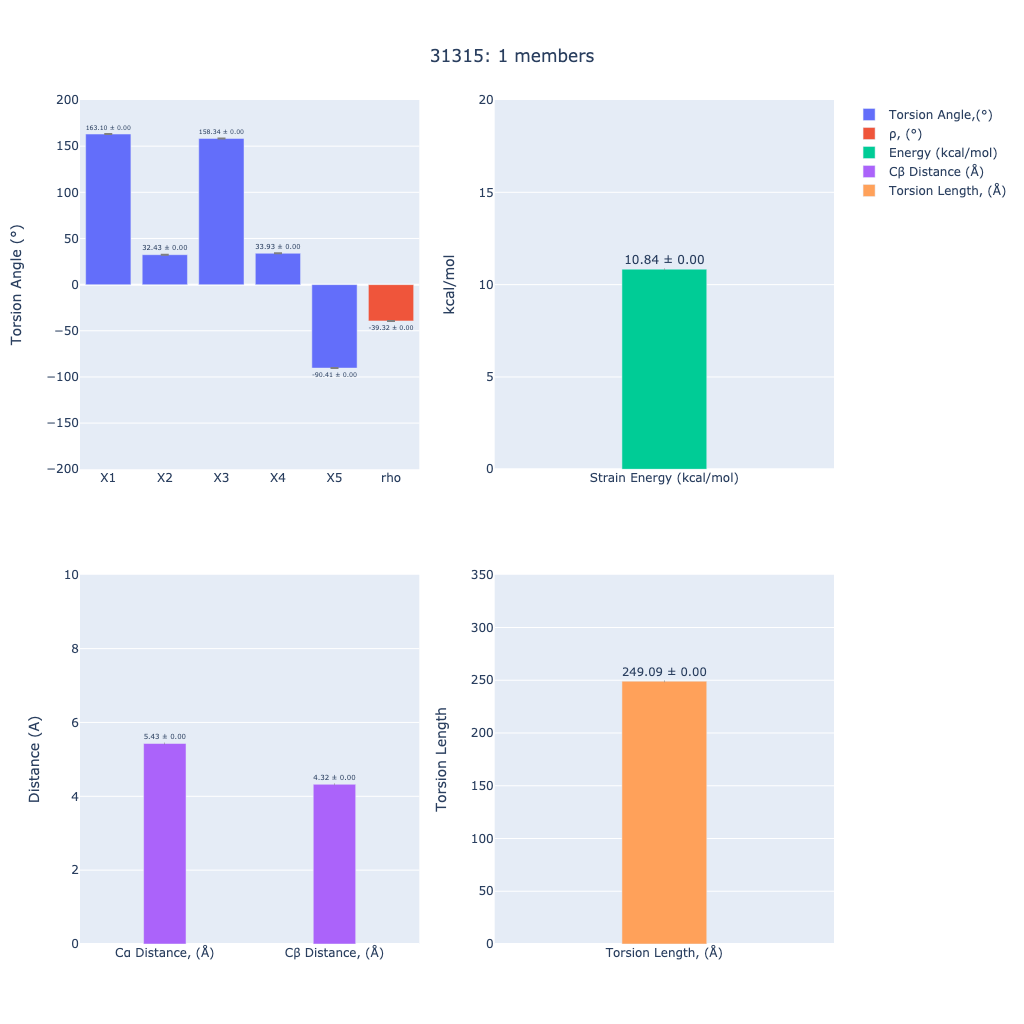 31315: 1 members
Torsion Angle (°)
200
150
100
50
0
−50
−100
−150
−200
163.10 ± 0.00
32.43 ± 0.00
158.34 ± 0.00
33.93 ± 0.00
-90.41 ± 0.00
-39.32 ± 0.00
X1 X2 X3 X4 X5 rho
kcal/mol
20
15
10
5
0
10.84 ± 0.00
Strain Energy (kcal/mol)
Torsion Angle,(°)
ρ, (°)
Energy (kcal/mol)
Cβ Distance (Å)
Torsion Length, (Å)
Distance (A)
10
8
6
4
2
0
5.43 ± 0.00
4.32 ± 0.00
Cα Distance, (Å) Cβ Distance, (Å)
Torsion Length
350
300
250
200
150
100
50
0
249.09 ± 0.00
Torsion Length, (Å)